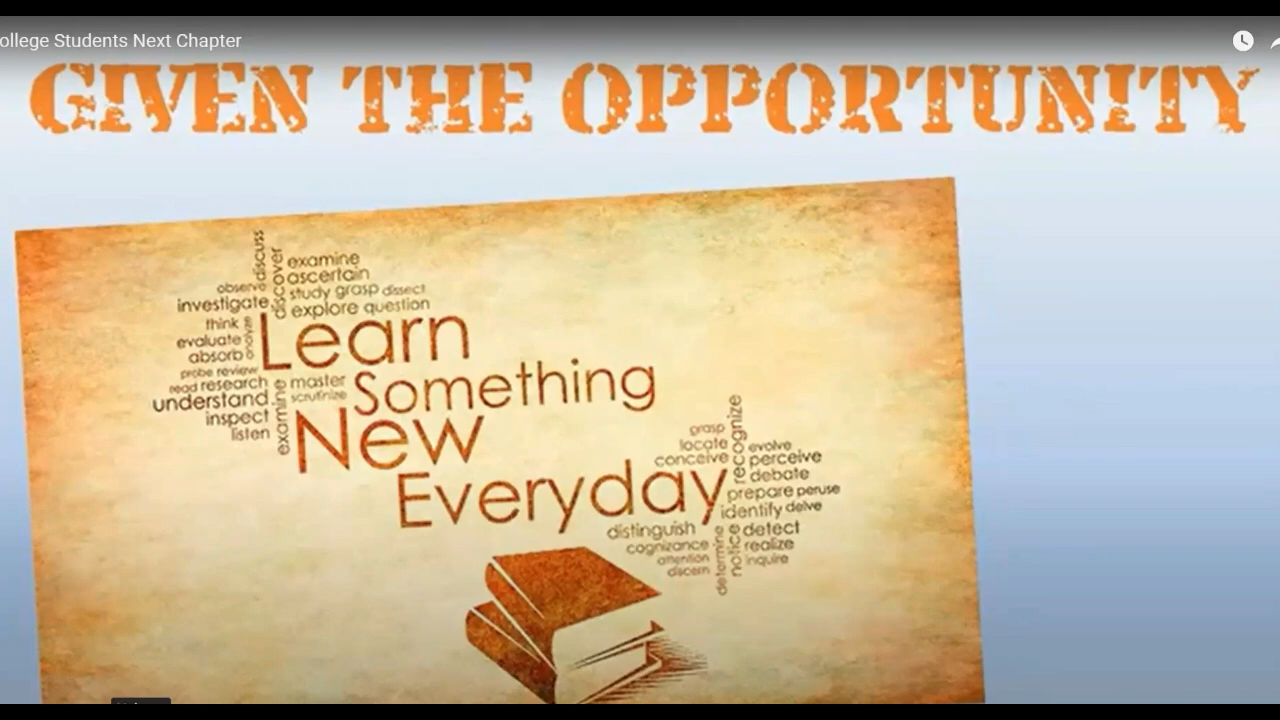 ollege Students Next Chapter
GIVEN THE OPPORTUNITY
discuss
discover
examine
ascertain
observe
study grasp dissect
investigate
explore question
think
analyze
evaluate
absorb
Learn
probe review
read research
master
understand
scrutinize
Something
inspect
examine
listen
New
grasp
recognize
locate
evolve
conceive
perceive
debate
Everyday
prepare peruse
identify delve
distinguish
detect
cognizance
determine
notice
realize
attention
inquire
discern